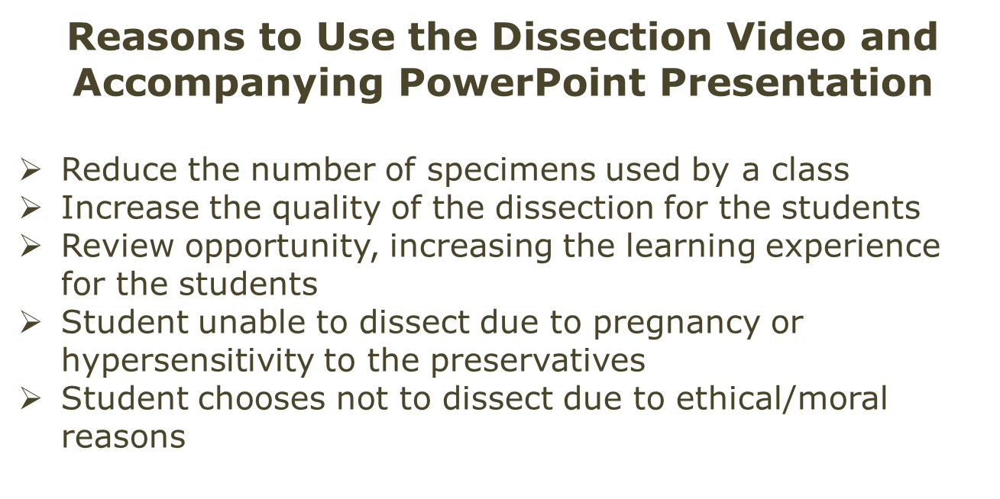 Reasons to Use the Dissection Video and
Accompanying PowerPoint Presentation
➢ Reduce the number of specimens used by a class
➢ Increase the quality of the dissection for the students
➢ Review opportunity, increasing the learning experience
for the students
➢ Student unable to dissect due to pregnancy or
hypersensitivity to the preservatives
➢ Student chooses not to dissect due to ethical/moral
reasons